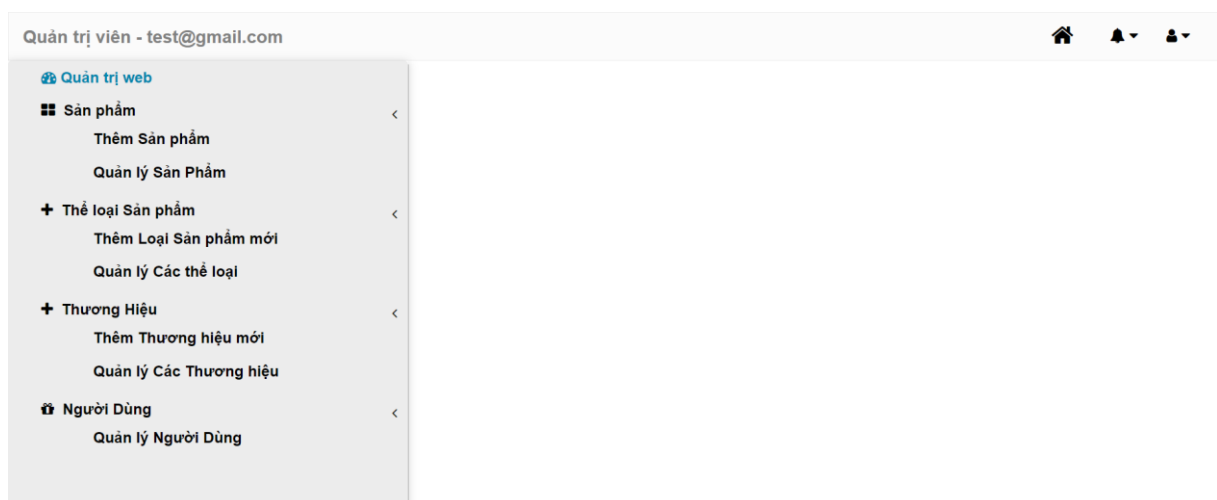 Quản trị viên - test@gmail.com
Quản trị web
Sản phẩm
Thêm Sản phẩm
Quản lý Sản Phẩm
Thể loại Sản phẩm
Thêm Loại Sản phẩm mới
Quản lý Các thể loại
Thương Hiệu
Thêm Thương hiệu mới
Quản lý Các Thương hiệu
Người Dùng
Quản lý Người Dùng